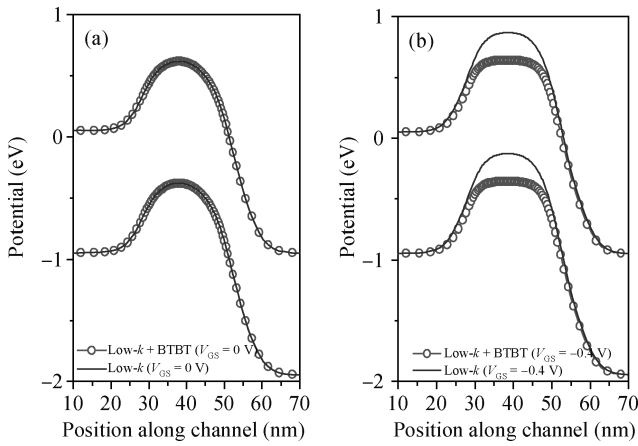 (a)
1
0
−1
−2
Potential (eV)
Low-k + BTBT (VGS = 0 V)
Low-k (VGS = 0 V)
10 20 30 40 50 60 70
Position along channel (nm)
(b)
1
0
−1
−2
Potential (eV)
Low-k + BTBT (VGS = −0.4 V)
Low-k (VGS = −0.4 V)
10 20 30 40 50 60 70
Position along channel (nm)